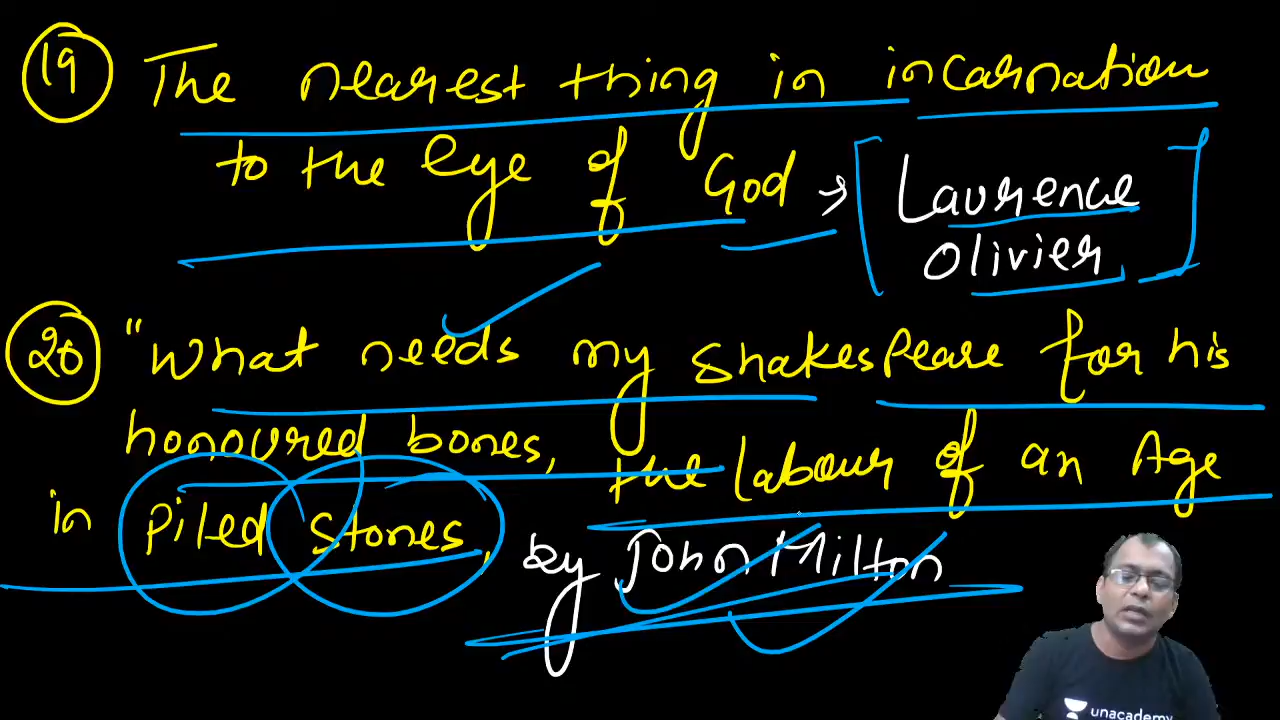 19 The nearest thing in incarnation
to the Eye of God → [Laurence
Olivier]
20 "What needs my Shakespeare for his
honoured bones, the labour of an Age
in Piled Stones, by John Milton
unacademy